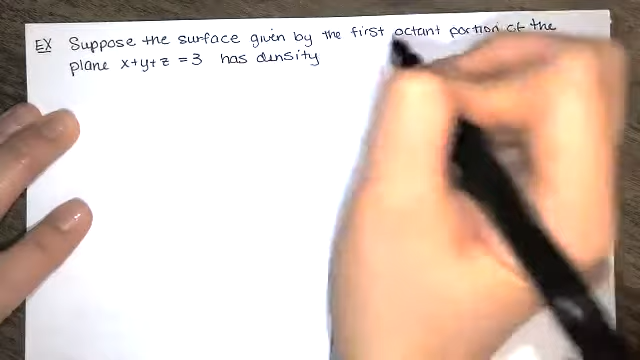 EX Suppose the surface given by the first octant portion of the
plane x+y+z = 3 has density